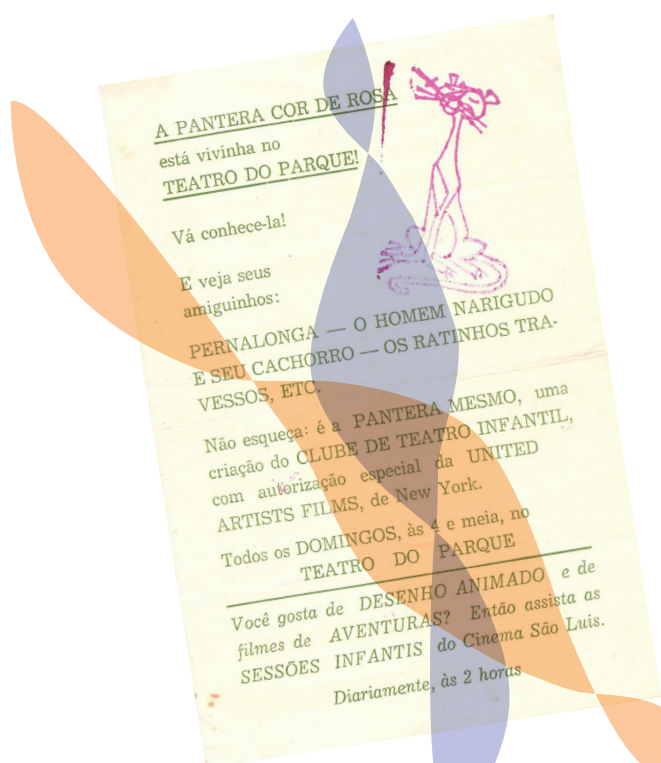 A PANTERA COR DE ROSA
está vivinha no
TEATRO DO PARQUE!
Vá conhece-la!
E veja seus
amiguinhos:
PERNALONGA — O HOMEM NARIGUDO
E SEU CACHORRO — OS RATINHOS TRA-
VESSOS, ETC.
Não esqueça: é a PANTERA MESMO, uma
criação do CLUBE DE TEATRO INFANTIL,
com autorização especial da UNITED
ARTISTS FILMS, de New York.
Todos os DOMINGOS, às 4 e meia, no
TEATRO DO PARQUE
Você gosta de DESENHO ANIMADO e de
filmes de AVENTURAS? Então assista as
SESSÕES INFANTIS do Cinema São Luis.
Diariamente, às 2 horas